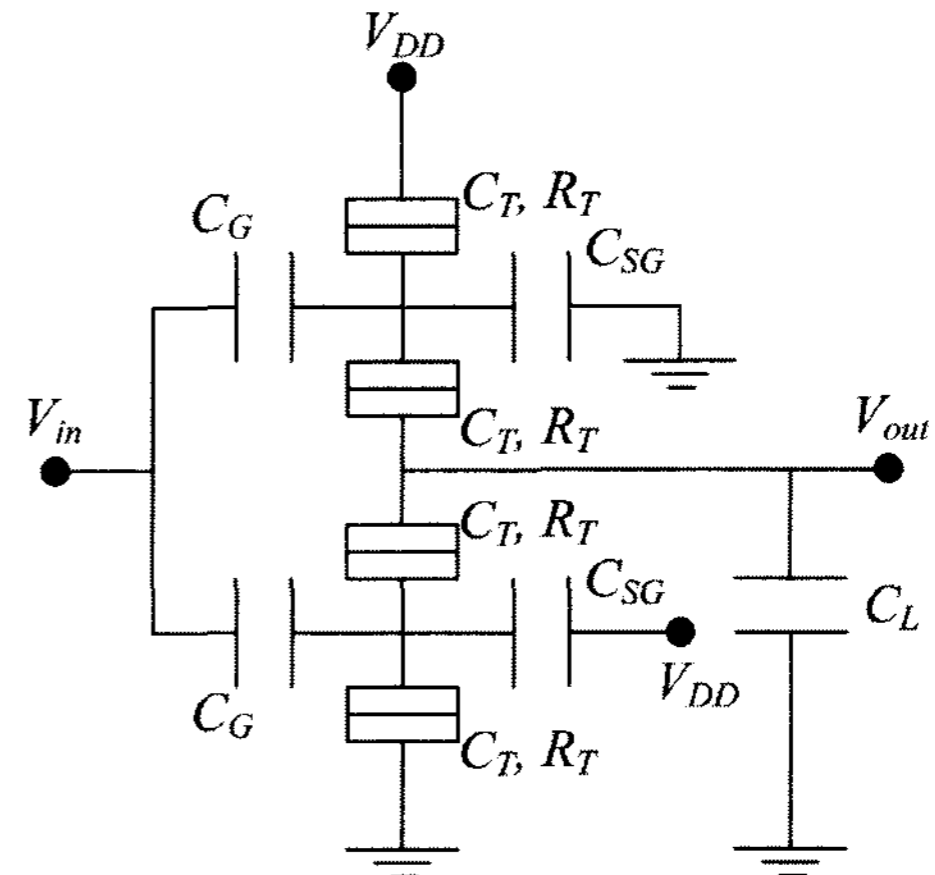 V_DD
C_T, R_T
C_G
C_SG
V_in
C_T, R_T
V_out
C_T, R_T
C_SG
C_L
V_DD
C_G
C_T, R_T